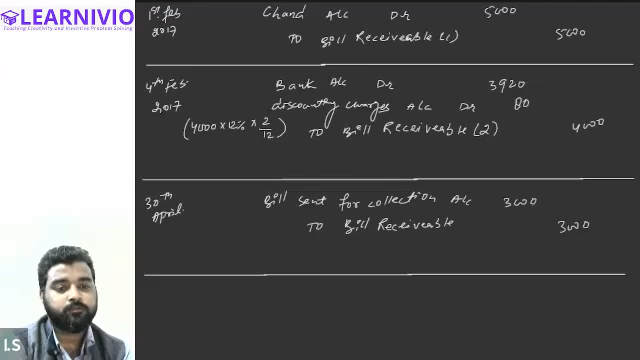 LEARNIVIO
Teaching Creativity and Inventive Problem Solving
1st feb Chand A/c Dr 5000
2017 To Bill Receiveable (1) 5000
4th Feb Bank A/c Dr 3920
2017 discounting charges A/c Dr 80
(4000 x 12% x 2/12) To Bill Receiveable (2) 4000
30th Bill sent for collection A/c 3000
April To Bill Receiveable 3000
I.S